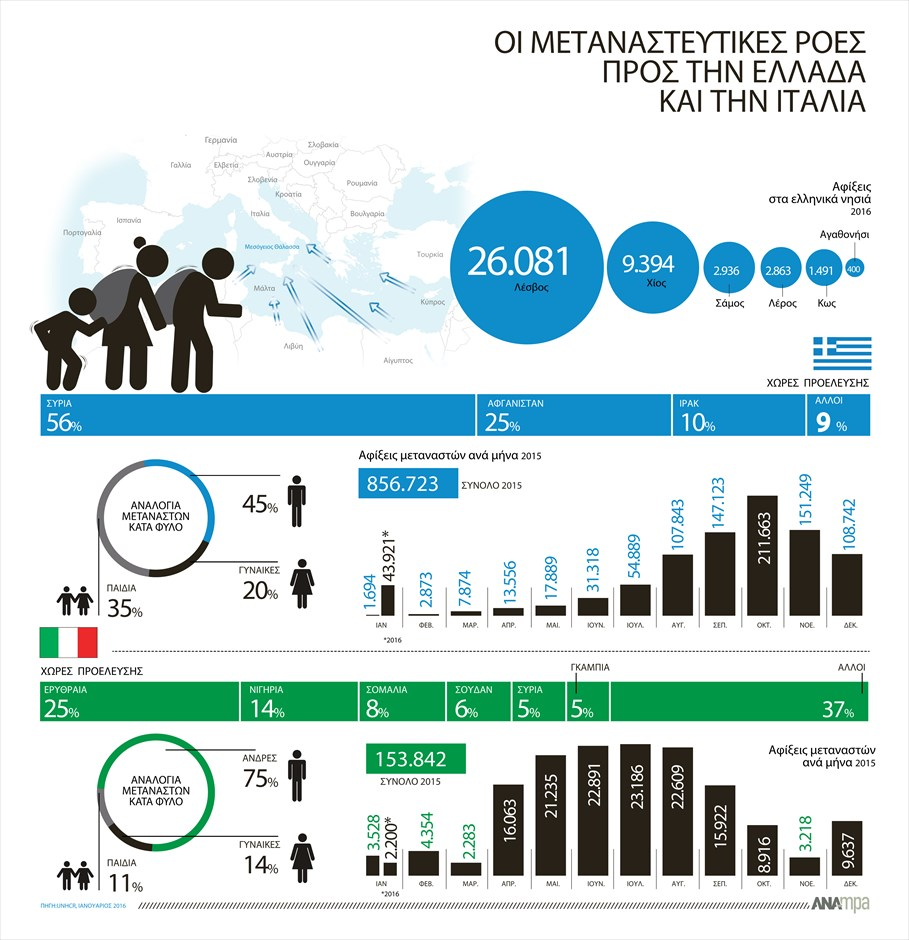 ΟΙ ΜΕΤΑΝΑΣΤΕΥΤΙΚΕΣ ΡΟΕΣ
ΠΡΟΣ ΤΗΝ ΕΛΛΑΔΑ
ΚΑΙ ΤΗΝ ΙΤΑΛΙΑ
Γερμανία
Σλοβακία
Αυστρία
Γαλλία
Ελβετία
Ουγγαρία
Σλοβενία
Ρουμανία
Κροατία
Ιταλία
Βουλγαρία
Ισπανία
Πορτογαλία
Μεσόγειος Θάλασσα
Τουρκία
Μάλτα
Κύπρος
Λιβύη
Αίγυπτος
Αφίξεις
στα ελληνικά νησιά
2016
26.081
Λέσβος
9.394
Χίος
2.936
Σάμος
2.863
Λέρος
1.491
Κως
Αγαθονήσι
400
ΧΩΡΕΣ ΠΡΟΕΛΕΥΣΗΣ
ΣΥΡΙΑ
56%
ΑΦΓΑΝΙΣΤΑΝ
25%
ΙΡΑΚ
10%
ΑΛΛΟΙ
9 %
ΑΝΑΛΟΓΙΑ
ΜΕΤΑΝΑΣΤΩΝ
ΚΑΤΑ ΦΥΛΟ
45%
ΓΥΝΑΙΚΕΣ
20%
ΠΑΙΔΙΑ
35%
Αφίξεις μεταναστών ανά μήνα 2015
856.723 ΣΥΝΟΛΟ 2015
1.694
43.921*
2.873
7.874
13.556
17.889
31.318
54.889
107.843
147.123
211.663
151.249
108.742
ΙΑΝ ΦΕΒ. ΜΑΡ. ΑΠΡ. ΜΑΙ. ΙΟΥΝ. ΙΟΥΛ. ΑΥΓ. ΣΕΠ. ΟΚΤ. ΝΟΕ. ΔΕΚ.
*2016
ΧΩΡΕΣ ΠΡΟΕΛΕΥΣΗΣ
ΕΡΥΘΡΑΙΑ
25%
ΝΙΓΗΡΙΑ
14%
ΣΟΜΑΛΙΑ
8%
ΣΟΥΔΑΝ
6%
ΣΥΡΙΑ
5%
ΓΚΑΜΠΙΑ
5%
ΑΛΛΟΙ
37%
ΑΝΑΛΟΓΙΑ
ΜΕΤΑΝΑΣΤΩΝ
ΚΑΤΑ ΦΥΛΟ
ΑΝΔΡΕΣ
75%
ΓΥΝΑΙΚΕΣ
14%
ΠΑΙΔΙΑ
11%
153.842
ΣΥΝΟΛΟ 2015
Αφίξεις μεταναστών
ανά μήνα 2015
3.528
2.200*
4.354
2.283
16.063
21.235
22.891
23.186
22.609
15.922
8.916
3.218
9.637
ΙΑΝ ΦΕΒ. ΜΑΡ. ΑΠΡ. ΜΑΙ. ΙΟΥΝ. ΙΟΥΛ. ΑΥΓ. ΣΕΠ. ΟΚΤ. ΝΟΕ. ΔΕΚ.
*2016
ΠΗΓΗ:UNHCR, ΙΑΝΟΥΑΡΙΟΣ 2016
ANAmpa